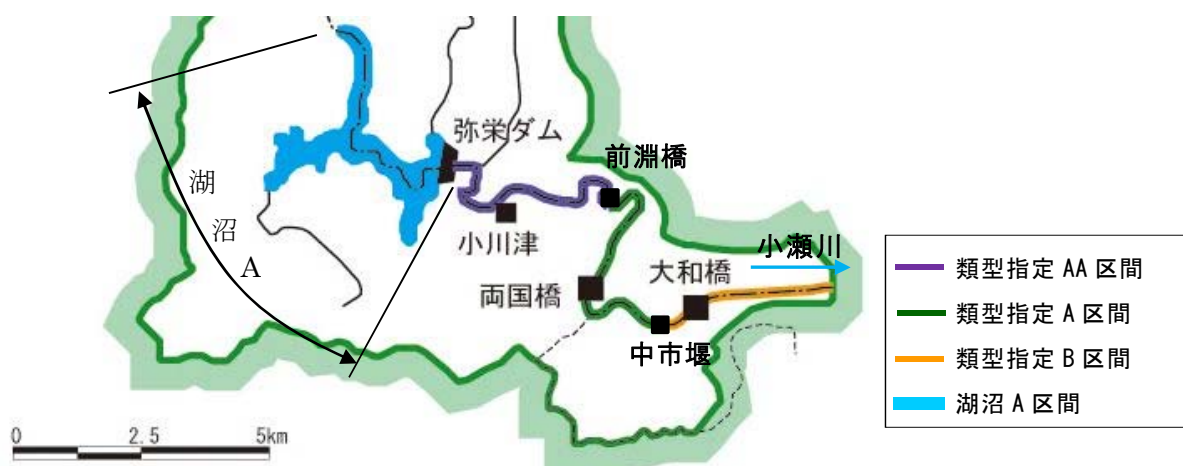 弥栄ダム
前淵橋
湖
沼
A
小川津
小瀬川
両国橋
大和橋
中市堰
類型指定 AA 区間
類型指定 A 区間
類型指定 B 区間
湖沼 A 区間
0 2.5 5km